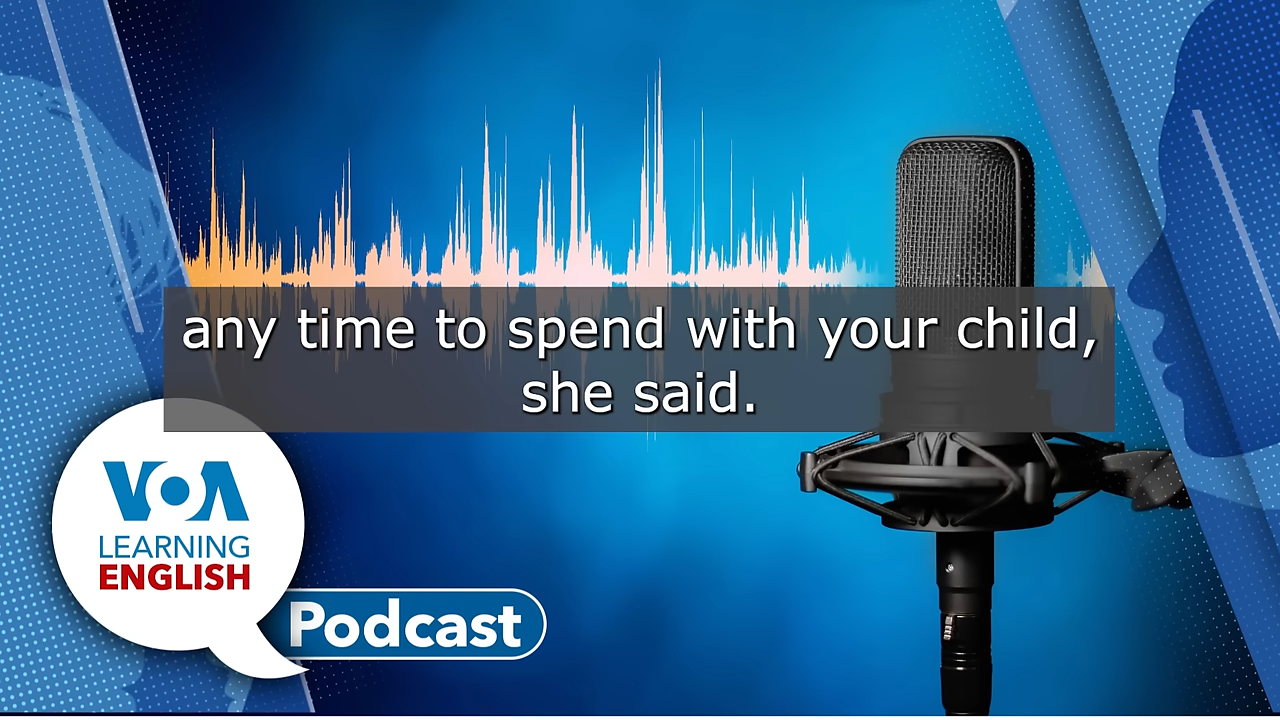 any time to spend with your child,
she said.
VOA
LEARNING
ENGLISH
Podcast